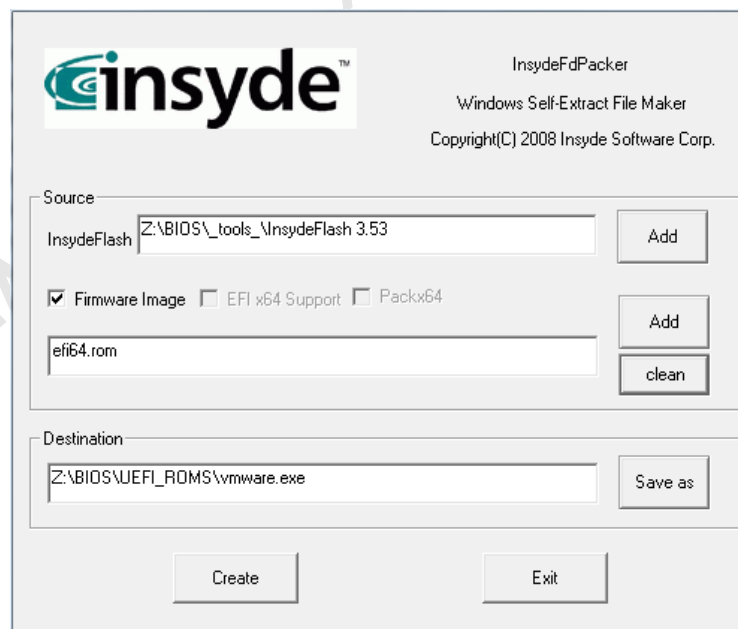 insyde™
InsydeFdPacker
Windows Self-Extract File Maker
Copyright(C) 2008 Insyde Software Corp.
Source
InsydeFlash Z:\BIOS\_tools_\InsydeFlash 3.53 Add
Firmware Image EFI x64 Support Packx64
Add
efi64.rom
clean
Destination
Z:\BIOS\UEFI_ROMS\vmware.exe Save as
Create Exit